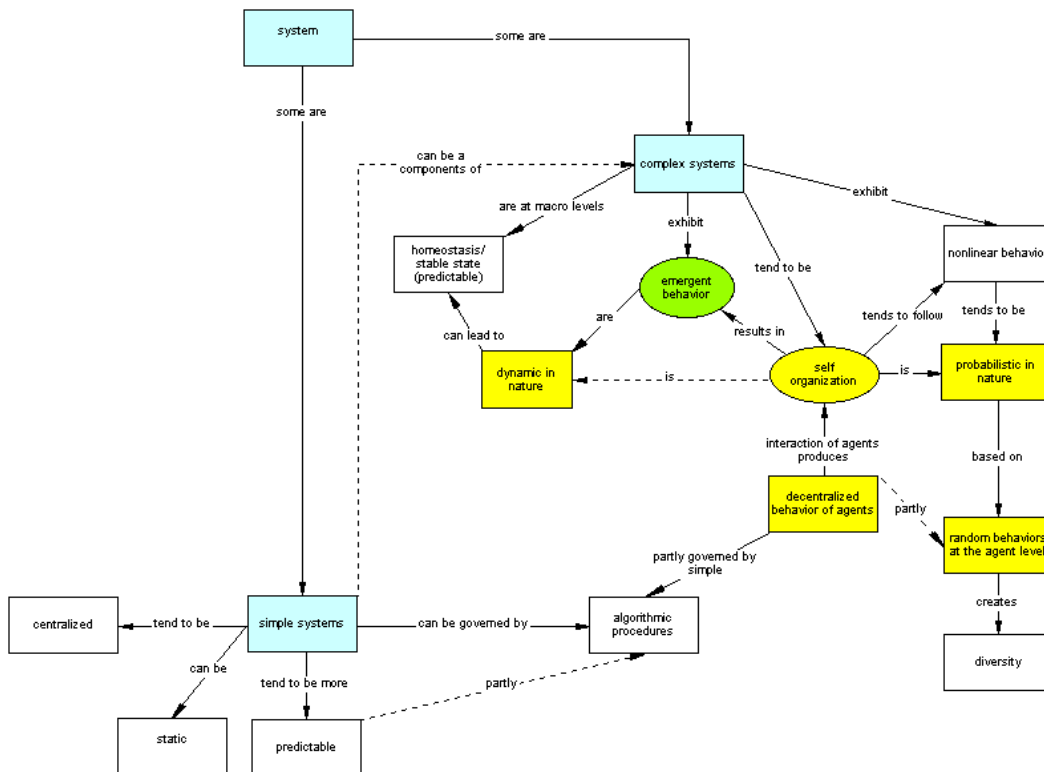 system
some are
some are
can be a
components of
complex systems
exhibit
are at macro levels
exhibit
homeostasis/
stable state
(predictable)
nonlinear behavior
tend to be
emergent
behavior
are
can lead to
results in
tends to follow
tends to be
dynamic in
nature
is
self
organization
is
probabilistic in
nature
interaction of agents
produces
based on
decentralized
behavior of agents
partly
random behaviors
at the agent level
partly governed by
simple
creates
centralized
tend to be
simple systems
can be governed by
algorithmic
procedures
diversity
can be
tend to be more
partly
static
predictable